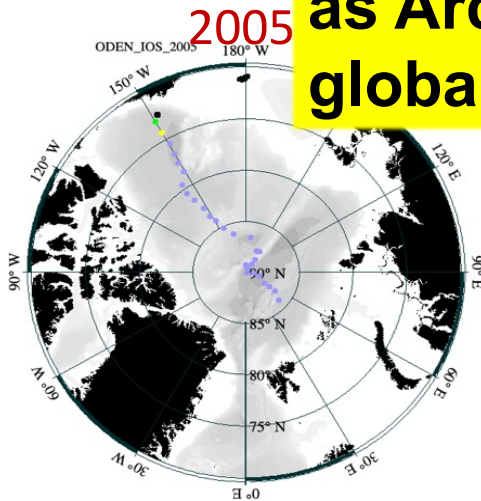 as Arc
2005
globa
ODEN_IOS_2005
180° W
150° W
120° W
120° E
90° W
90° N
90° E
85° N
80° N
75° N
60° W
60° E
30° W
30° E
0° E